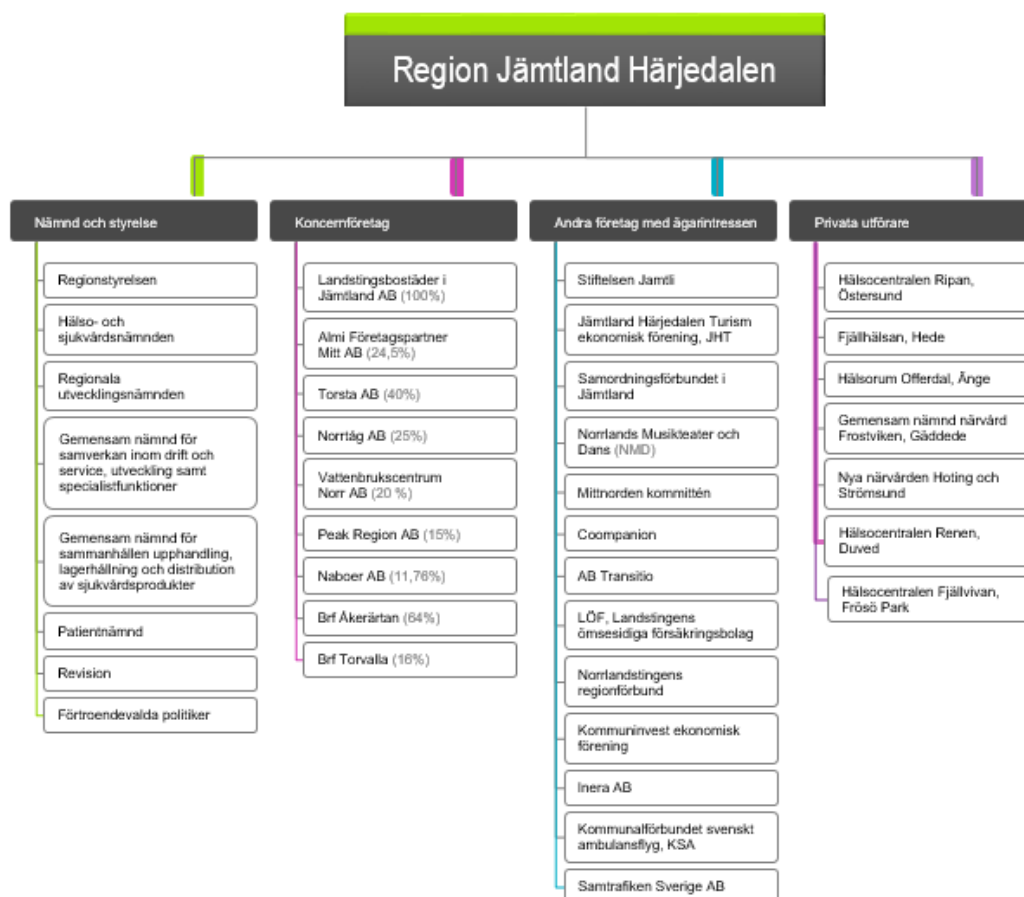 Region Jämtland Härjedalen
Nämnd och styrelse
Regionstyrelsen
Hälso- och
sjukvårdsnämnden
Regionala
utvecklingsnämnden
Gemensam nämnd för
samverkan inom drift och
service, utveckling samt
specialistfunktioner
Gemensam nämnd för
sammanhållen upphandling,
lagerhållning och distribution
av sjukvårdsprodukter
Patientnämnd
Revision
Förtroendevalda politiker
Koncernföretag
Landstingsbostäder i
Jämtland AB (100%)
Almi Företagspartner
Mitt AB (24,5%)
Torsta AB (40%)
Norrtåg AB (25%)
Vattenbrukscentrum
Norr AB (20 %)
Peak Region AB (15%)
Naboer AB (11,76%)
Brf Åkerärtan (64%)
Brf Torvalla (16%)
Andra företag med ägarintressen
Stiftelsen Jamtli
Jämtland Härjedalen Turism
ekonomisk förening, JHT
Samordningsförbundet i
Jämtland
Norrlands Musikteater och
Dans (NMD)
Mittnorden kommittén
Coompanion
AB Transitio
LÖF, Landstingens
ömsesidiga försäkringsbolag
Norrlandstingens
regionförbund
Kommuninvest ekonomisk
förening
Inera AB
Kommunalförbundet svenskt
ambulansflyg, KSA
Samtrafiken Sverige AB
Privata utförare
Hälsocentralen Ripan,
Östersund
Fjällhälsan, Hede
Hälsorum Offerdal, Änge
Gemensam nämnd närvård
Frostviken, Gäddede
Nya närvården Hoting och
Strömsund
Hälsocentralen Renen,
Duved
Hälsocentralen Fjällvivan,
Frösö Park